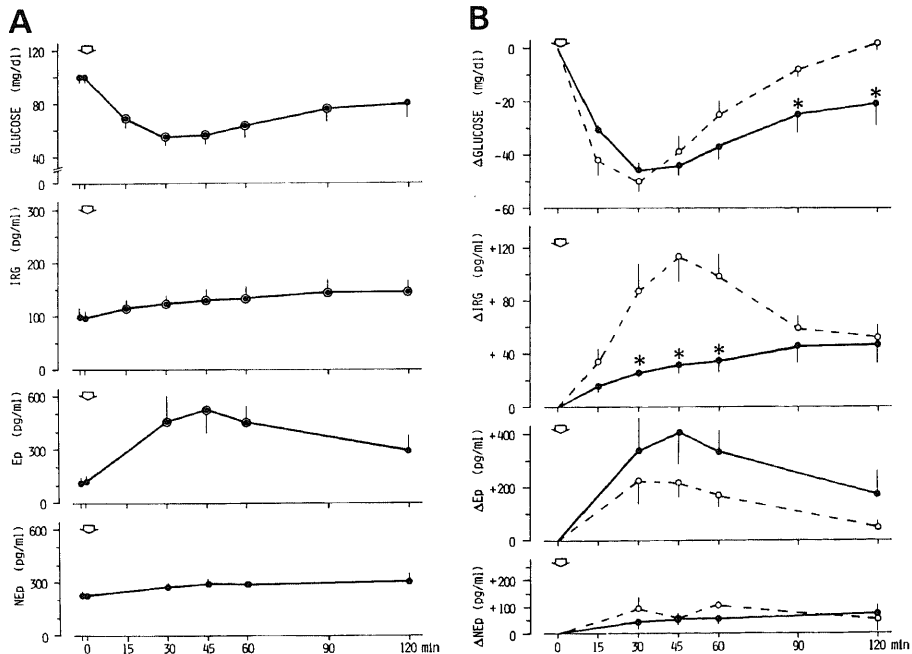 A
GLUCOSE (mg/dl)
120
80
40
0
IRG (pg/ml)
300
200
100
0
Ep (pg/ml)
600
300
0
NEp (pg/ml)
600
300
0
0 15 30 45 60 90 120 min
B
ΔGLUCOSE (mg/dl)
0
-20
-40
-60
* *
ΔIRG (pg/ml)
+120
+ 80
+ 40
0
* * *
ΔEp (pg/ml)
+400
+200
0
ΔNEp (pg/ml)
+200
+100
0
0 15 30 45 60 90 120 min